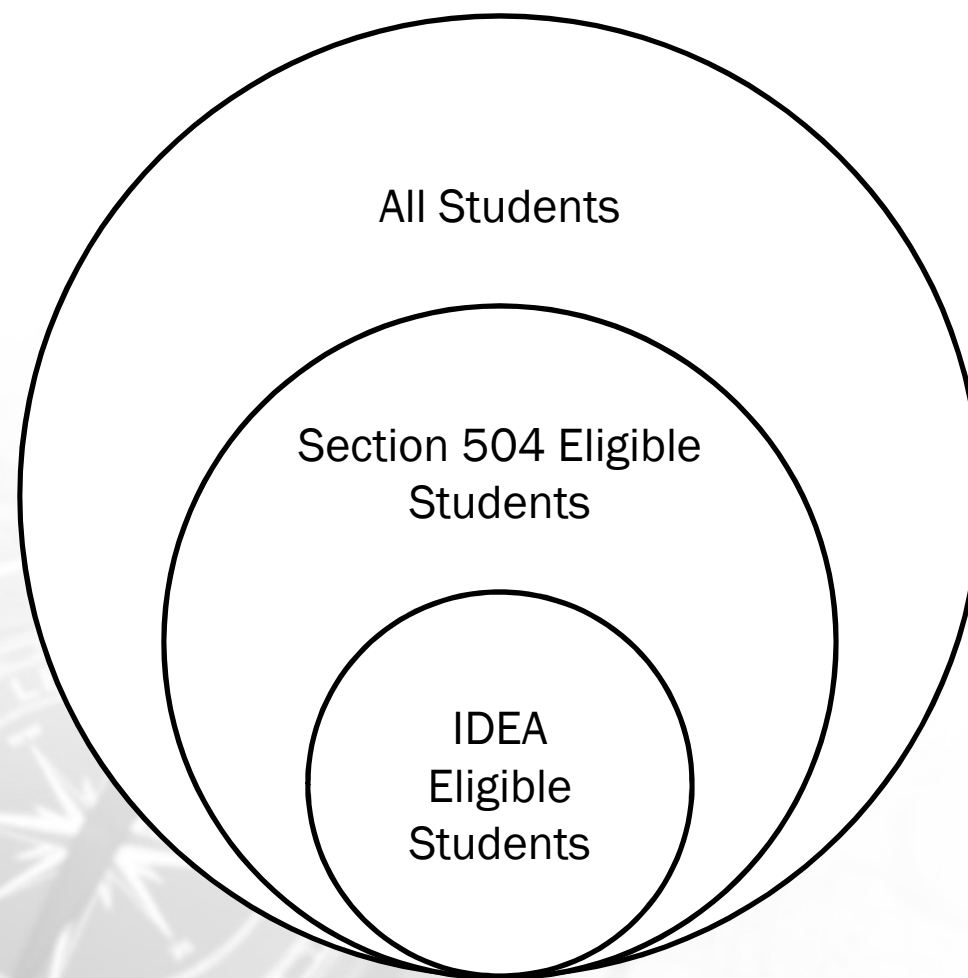 All Students
Section 504 Eligible
Students
IDEA
Eligible
Students